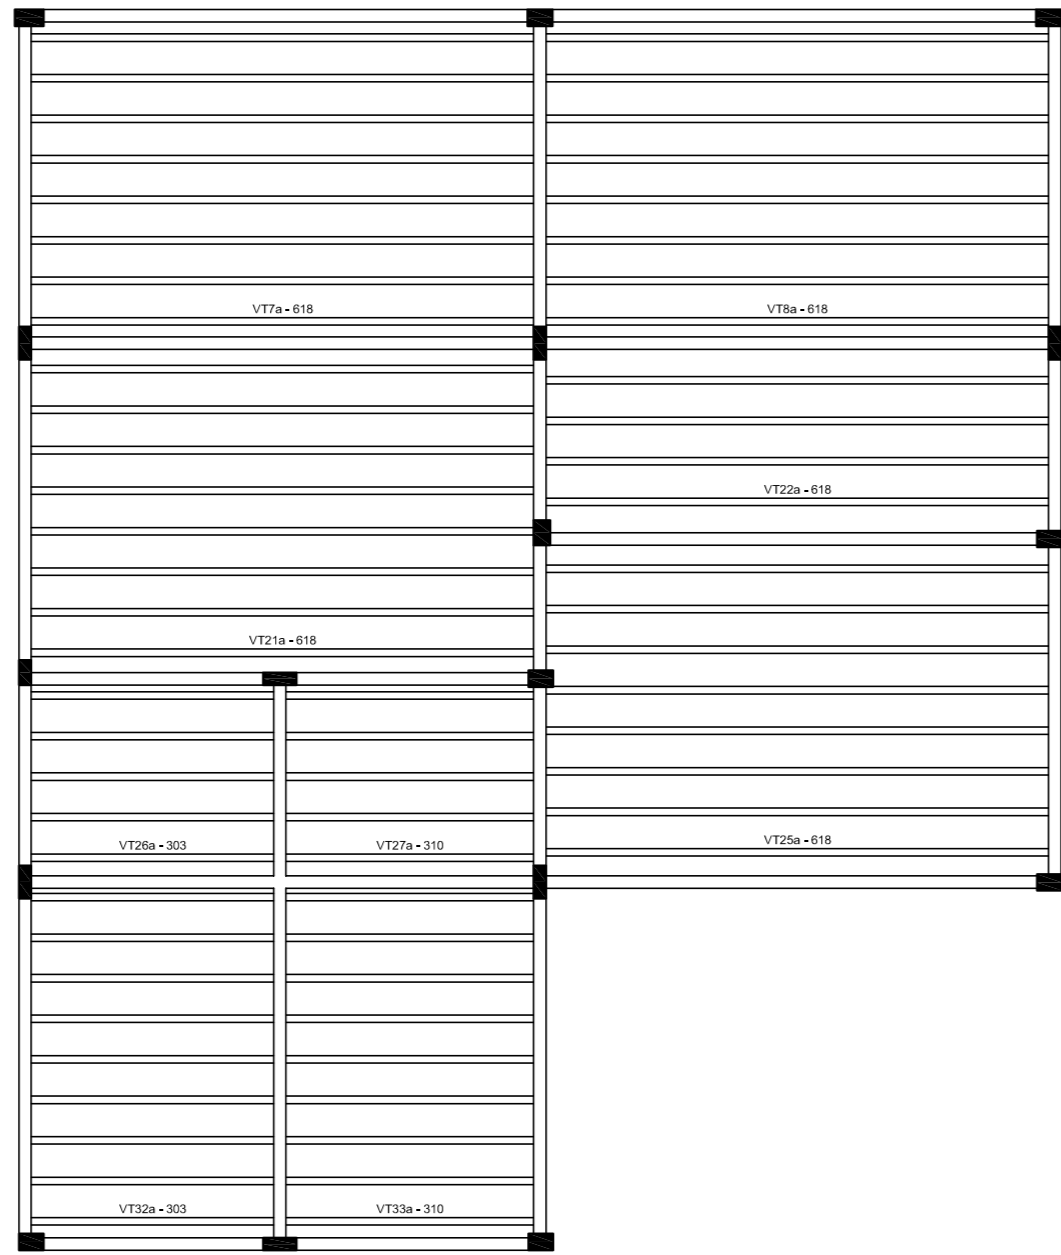 VT7a - 618
VT8a - 618
VT22a - 618
VT21a - 618
VT26a - 303
VT27a - 310
VT25a - 618
VT32a - 303
VT33a - 310